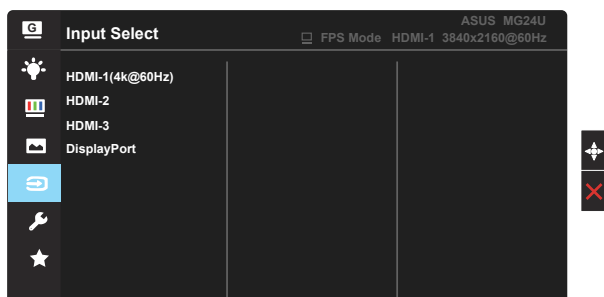 G
Input Select
ASUS MG24U
FPS Mode HDMI-1 3840x2160@60Hz
HDMI-1(4k@60Hz)
HDMI-2
HDMI-3
DisplayPort